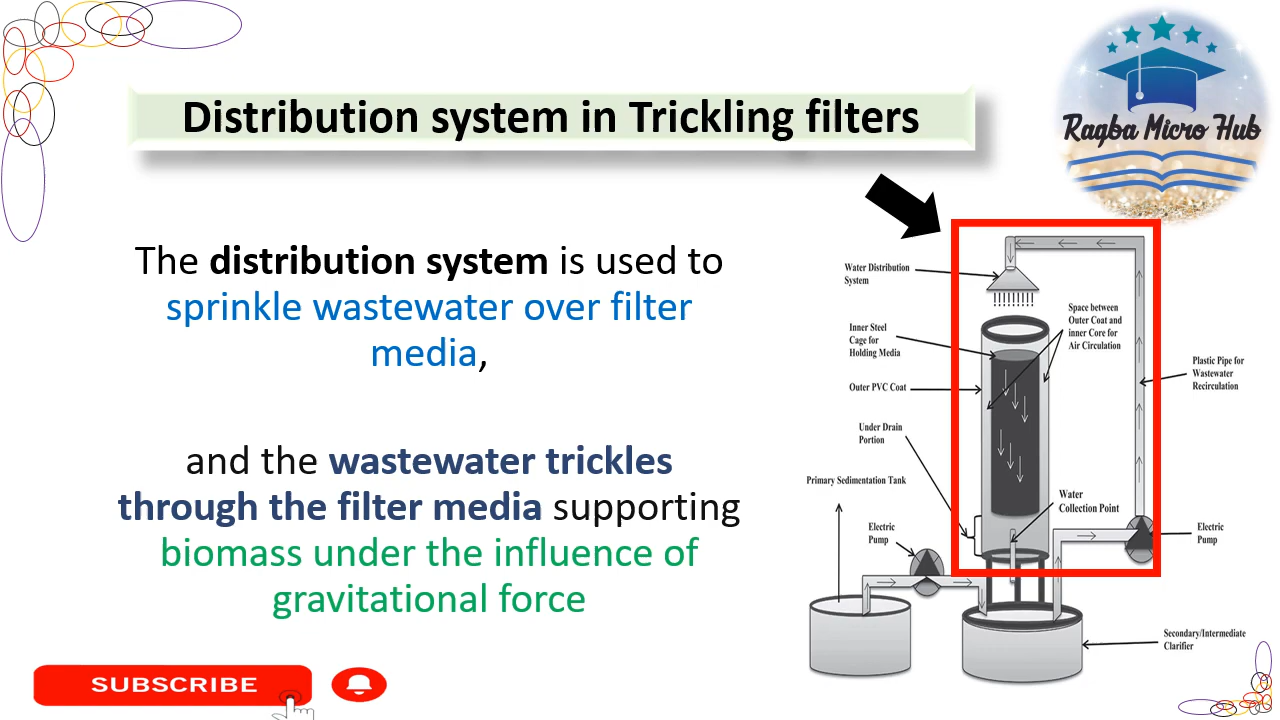 Distribution system in Trickling filters
Raqba Micro Hub
The distribution system is used to
sprinkle wastewater over filter
media,
and the wastewater trickles
through the filter media supporting
biomass under the influence of
gravitational force
Water Distribution
System
Inner Steel
Cage for
Holding Media
Outer PVC Coat
Under Drain
Portion
Primary Sedimentation Tank
Electric
Pump
Space between
Outer Coat and
inner Core for
Air Circulation
Plastic Pipe for
Wastewater
Recirculation
Water
Collection Point
Electric
Pump
Secondary/Intermediate
Clarifier
SUBSCRIBE